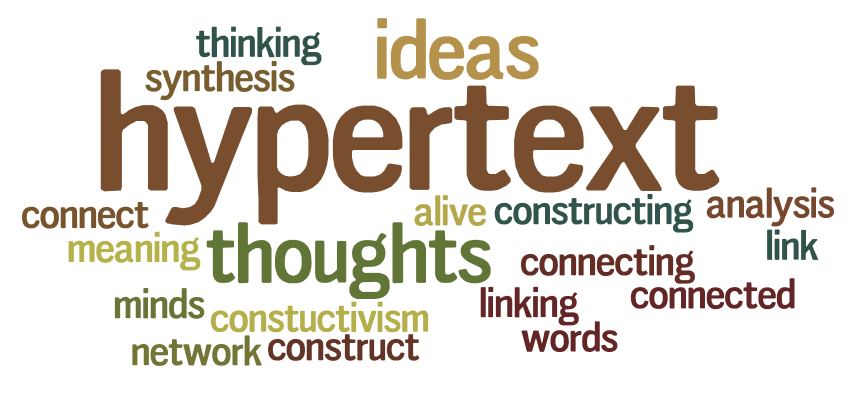 thinking ideas
synthesis
hypertext
connect alive constructing analysis
meaning thoughts connecting link
minds constuctivism linking connected
network construct words